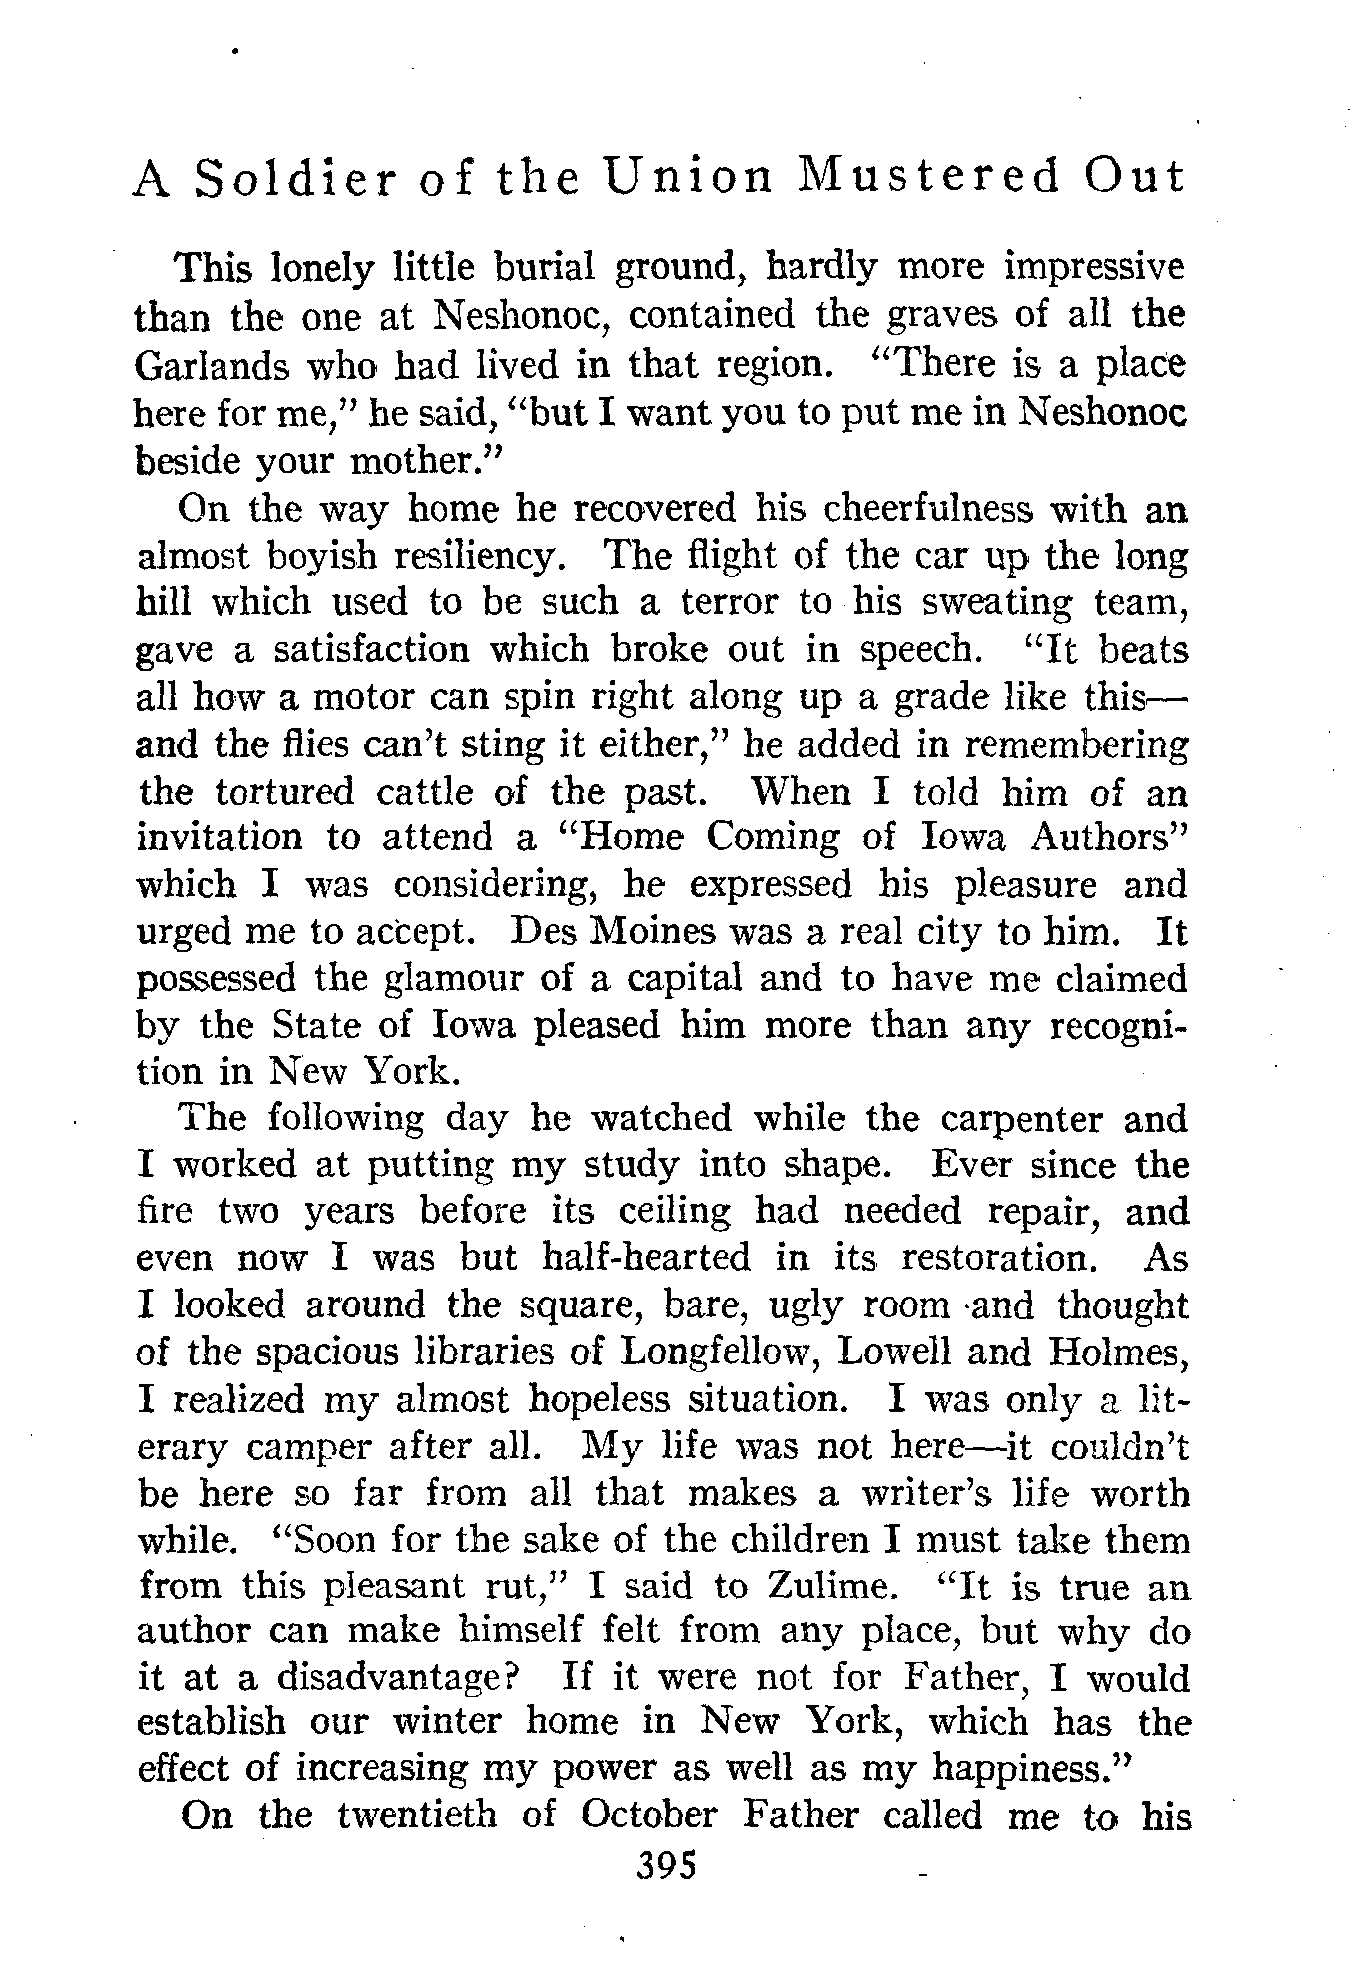 A Soldier of the Union Mustered Out
This lonely little burial ground, hardly more impressive
than the one at Neshonoc, contained the graves of all the
Garlands who had lived in that region. “There is a place
here for me,” he said, “but I want you to put me in Neshonoc
beside your mother.”
On the way home he recovered his cheerfulness with an
almost boyish resiliency. The flight of the car up the long
hill which used to be such a terror to his sweating team,
gave a satisfaction which broke out in speech. “It beats
all how a motor can spin right along up a grade like this—
and the flies can’t sting it either,” he added in remembering
the tortured cattle of the past. When I told him of an
invitation to attend a “Home Coming of Iowa Authors”
which I was considering, he expressed his pleasure and
urged me to accept. Des Moines was a real city to him. It
possessed the glamour of a capital and to have me claimed
by the State of Iowa pleased him more than any recogni-
tion in New York.
The following day he watched while the carpenter and
I worked at putting my study into shape. Ever since the
fire two years before its ceiling had needed repair, and
even now I was but half-hearted in its restoration. As
I looked around the square, bare, ugly room and thought
of the spacious libraries of Longfellow, Lowell and Holmes,
I realized my almost hopeless situation. I was only a lit-
erary camper after all. My life was not here—it couldn’t
be here so far from all that makes a writer’s life worth
while. “Soon for the sake of the children I must take them
from this pleasant rut,” I said to Zulime. “It is true an
author can make himself felt from any place, but why do
it at a disadvantage? If it were not for Father, I would
establish our winter home in New York, which has the
effect of increasing my power as well as my happiness.”
On the twentieth of October Father called me to his
395